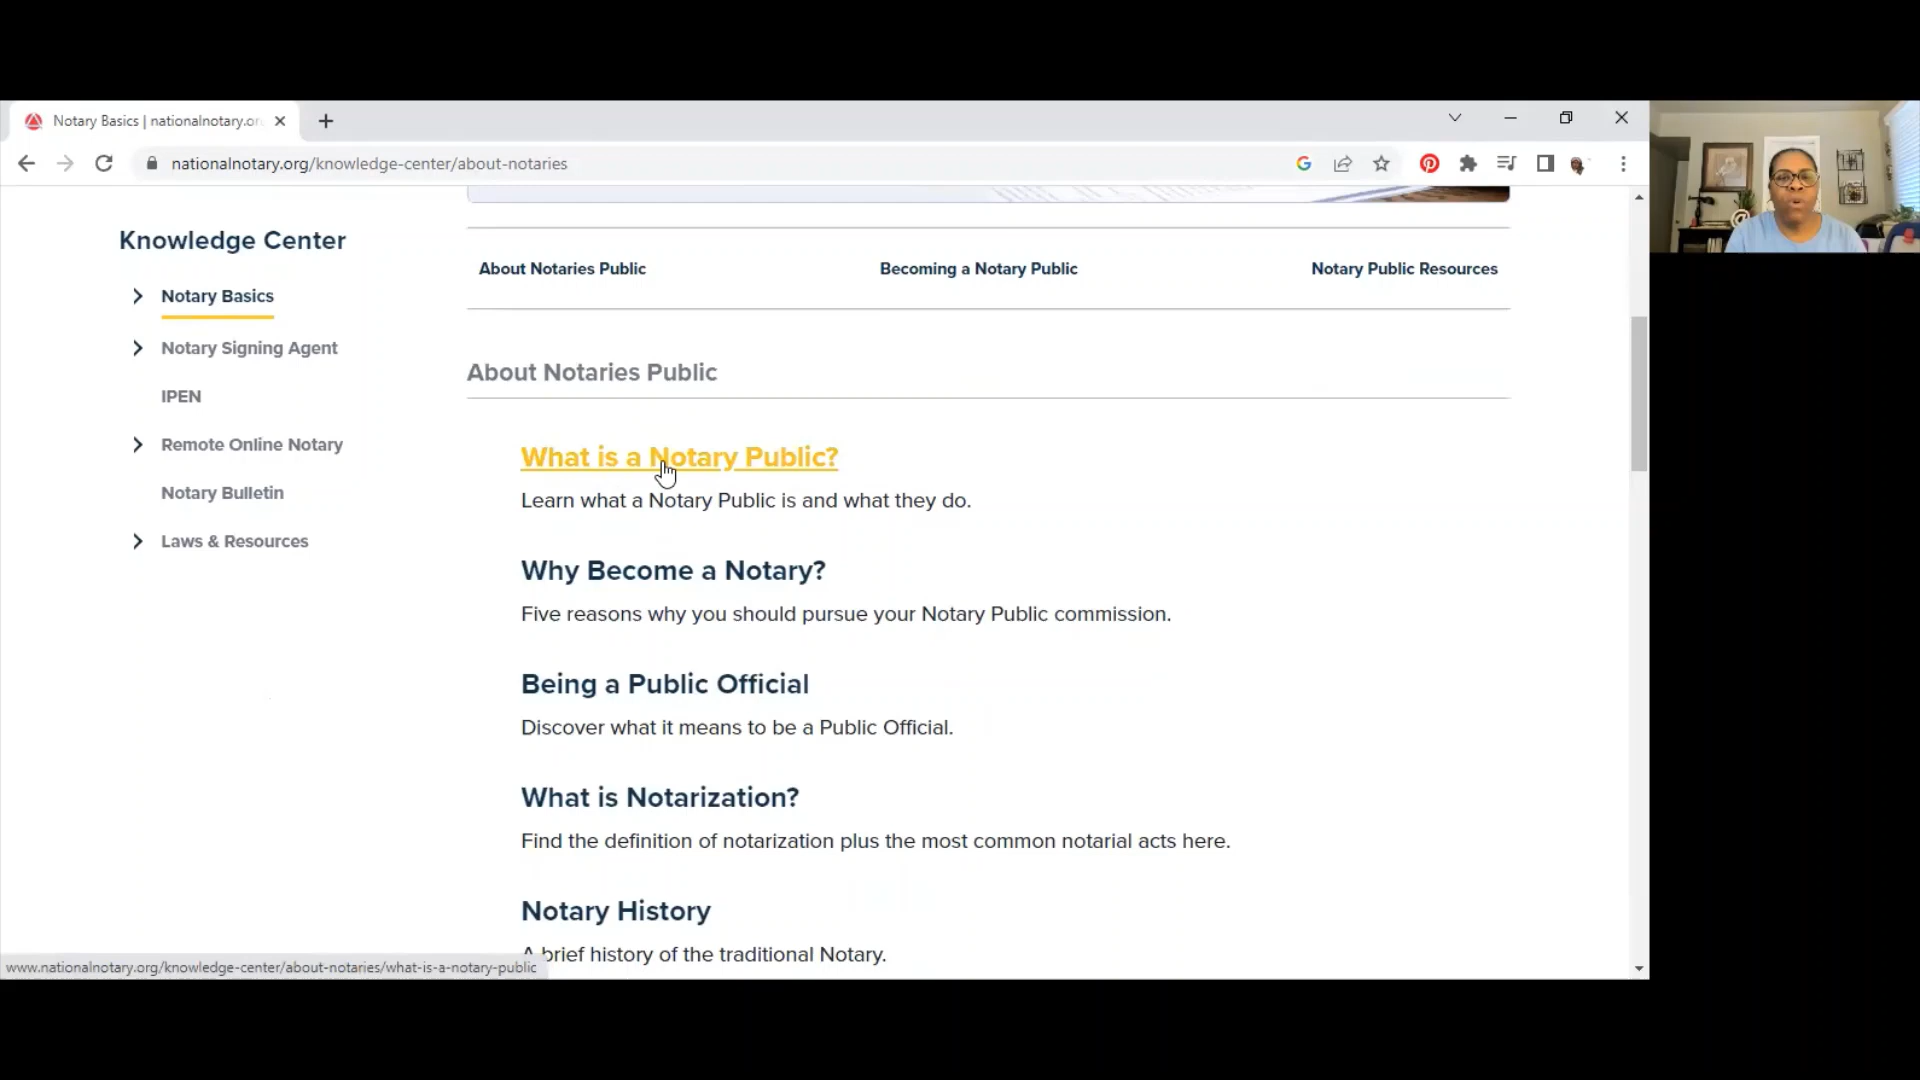 Notary Basics | nationalnotary.or
nationalnotary.org/knowledge-center/about-notaries
Knowledge Center
Notary Basics
Notary Signing Agent
IPEN
Remote Online Notary
Notary Bulletin
Laws & Resources
About Notaries Public
Becoming a Notary Public
Notary Public Resources
About Notaries Public
What is a Notary Public?
Learn what a Notary Public is and what they do.
Why Become a Notary?
Five reasons why you should pursue your Notary Public commission.
Being a Public Official
Discover what it means to be a Public Official.
What is Notarization?
Find the definition of notarization plus the most common notarial acts here.
Notary History
A brief history of the traditional Notary.
www.nationalnotary.org/knowledge-center/about-notaries/what-is-a-notary-public